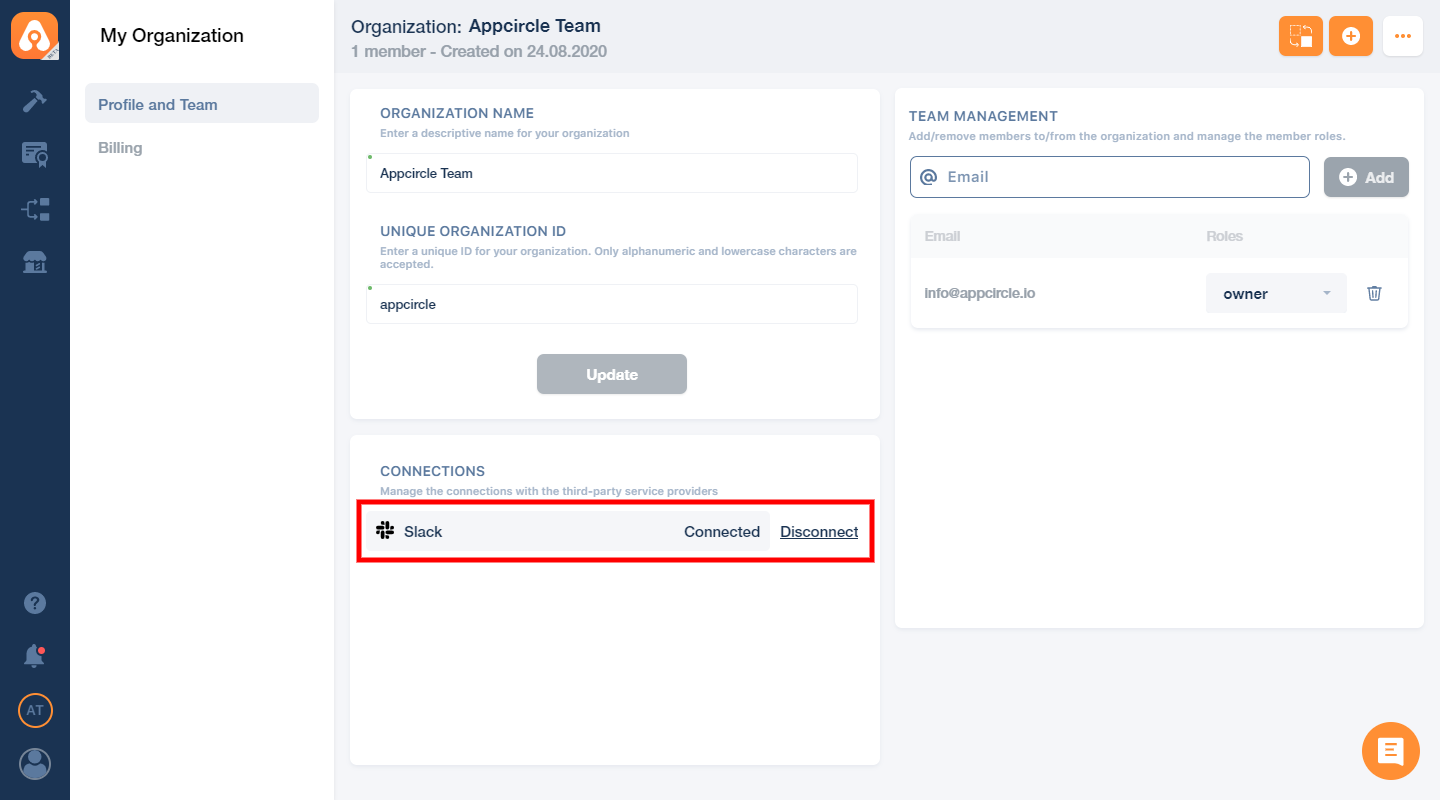 BETA
My Organization
Profile and Team
Billing
AT
Organization: Appcircle Team
1 member - Created on 24.08.2020
ORGANIZATION NAME
Enter a descriptive name for your organization
Appcircle Team
UNIQUE ORGANIZATION ID
Enter a unique ID for your organization. Only alphanumeric and lowercase characters are
accepted.
appcircle
Update
CONNECTIONS
Manage the connections with the third-party service providers
Slack Connected Disconnect
TEAM MANAGEMENT
Add/remove members to/from the organization and manage the member roles.
@ Email
Add
Email Roles
info@appcircle.io owner